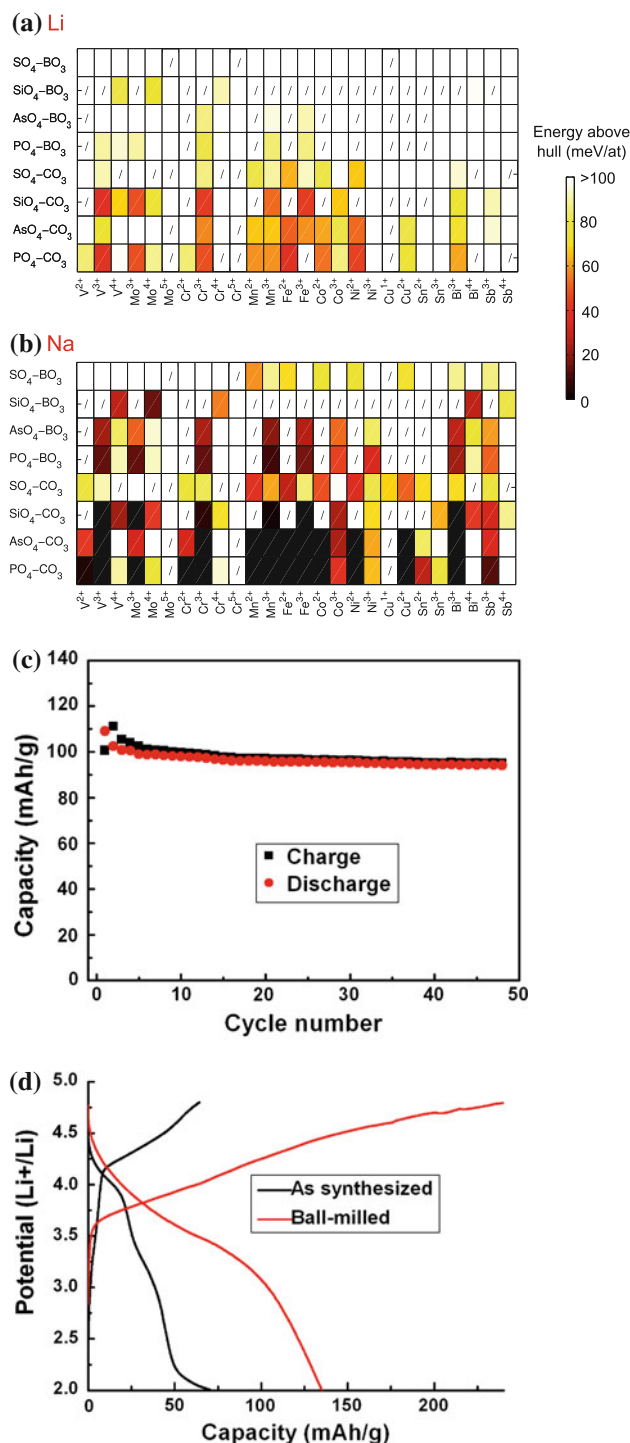 (a) Li
SO4–BO3
SiO4–BO3
AsO4–BO3
PO4–BO3
SO4–CO3
SiO4–CO3
AsO4–CO3
PO4–CO3
V2+ V3+ V4+ Mo3+ Mo4+ Mo5+ Cr2+ Cr3+ Cr4+ Cr5+ Mn2+ Mn3+ Fe2+ Fe3+ Co2+ Co3+ Ni2+ Ni3+ Cu1+ Cu2+ Sn2+ Sn3+ Bi3+ Bi4+ Sb3+ Sb4+
Energy above
hull (meV/at)
>100
80
60
40
20
0
(b) Na
SO4–BO3
SiO4–BO3
AsO4–BO3
PO4–BO3
SO4–CO3
SiO4–CO3
AsO4–CO3
PO4–CO3
V2+ V3+ V4+ Mo3+ Mo4+ Mo5+ Cr2+ Cr3+ Cr4+ Cr5+ Mn2+ Mn3+ Fe2+ Fe3+ Co2+ Co3+ Ni2+ Ni3+ Cu1+ Cu2+ Sn2+ Sn3+ Bi3+ Bi4+ Sb3+ Sb4+
(c)
140
120
100
80
60
40
20
0
Capacity (mAh/g)
Charge
Discharge
0 10 20 30 40 50
Cycle number
(d)
5.0
4.5
4.0
3.5
3.0
2.5
2.0
Potential (Li+/Li)
As synthesized
Ball-milled
0 50 100 150 200
Capacity (mAh/g)